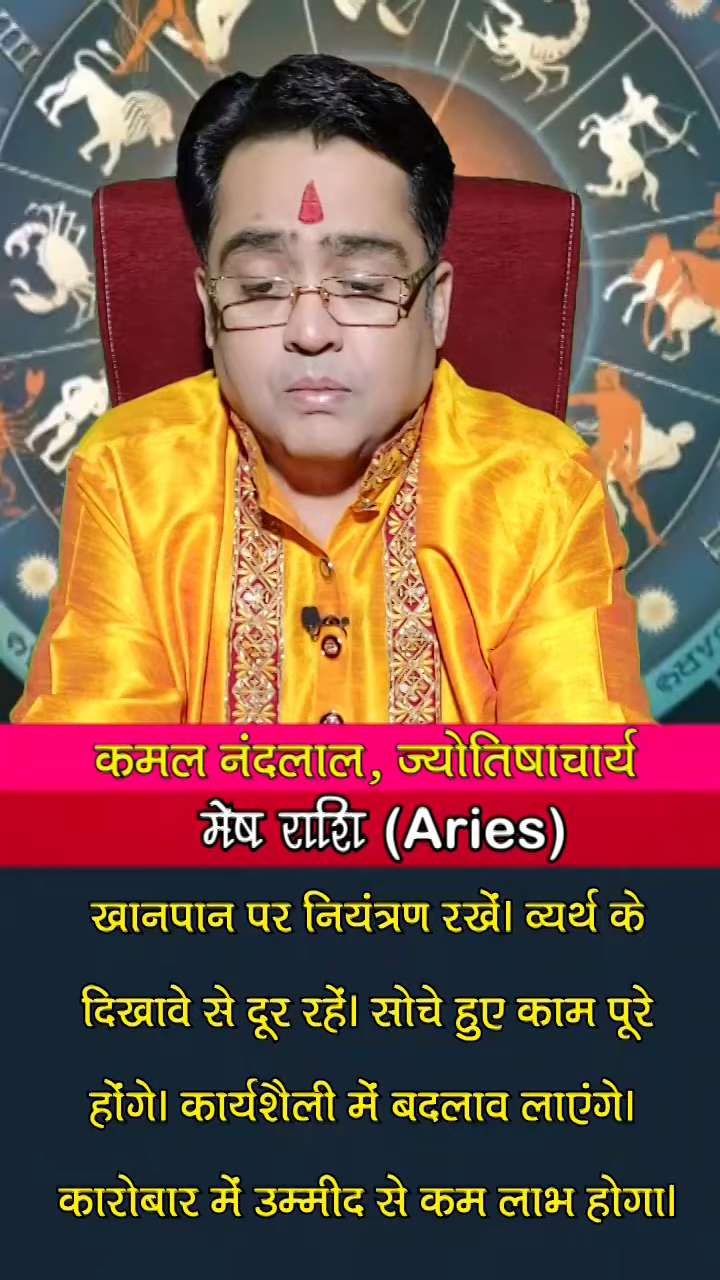 कमल नंदलाल, ज्योतिषाचार्य
मेष राशि (Aries)
खानपान पर नियंत्रण रखें। व्यर्थ के
दिखावे से दूर रहें। सोचे हुए काम पूरे
होंगे। कार्यशैली में बदलाव लाएंगे।
कारोबार में उम्मीद से कम लाभ होगा।